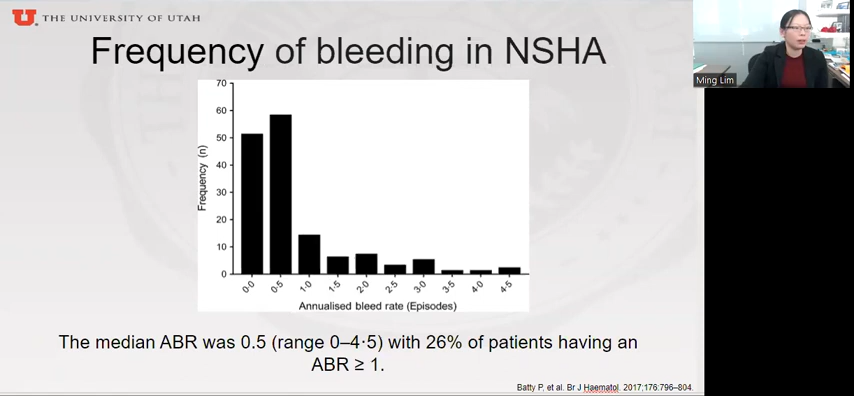 THE UNIVERSITY OF UTAH
Frequency of bleeding in NSHA
Ming Lim
70
60
50
40
30
20
10
0
Frequency (n)
0·0 0·5 1·0 1·5 2·0 2·5 3·0 3·5 4·0 4·5
Annualised bleed rate (Episodes)
The median ABR was 0.5 (range 0–4·5) with 26% of patients having an
ABR ≥ 1.
Batty P, et al. Br J Haematol. 2017;176:796–804.